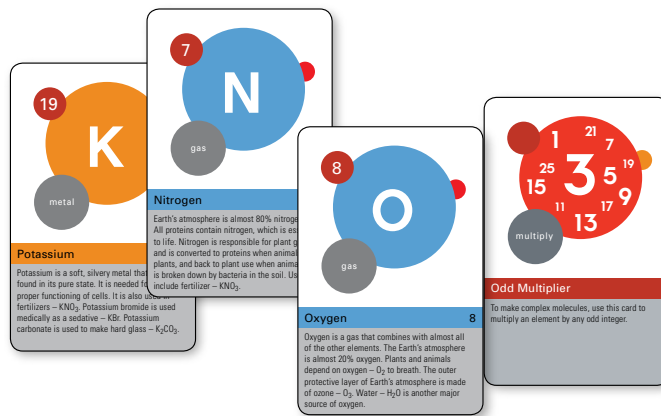 19
K
metal
Potassium
Potassium is a soft, silvery metal that
found in its pure state. It is needed fo
proper functioning of cells. It is also u
fertilizers – KNO₃. Potassium bromide is used
medically as a sedative – KBr. Potassium
carbonate is used to make hard glass – K₂CO₃.
7
N
gas
Nitrogen
Earth's atmosphere is almost 80% nitroge
All proteins contain nitrogen, which is ess
to life. Nitrogen is responsible for plant g
and is converted to proteins when animal
plants, and back to plant use when anima
is broken down by bacteria in the soil. Us
include fertilizer – KNO₃.
8
O
gas
Oxygen 8
Oxygen is a gas that combines with almost all
of the other elements. The Earth's atmosphere
is almost 20% oxygen. Plants and animals
depend on oxygen – O₂ to breath. The outer
protective layer of Earth's atmosphere is made
of ozone – O₃. Water – H₂O is another major
source of oxygen.
1 21 7
25 3 5 19
15 9
11 13 17
multiply
Odd Multiplier
To make complex molecules, use this card to
multiply an element by any odd integer.